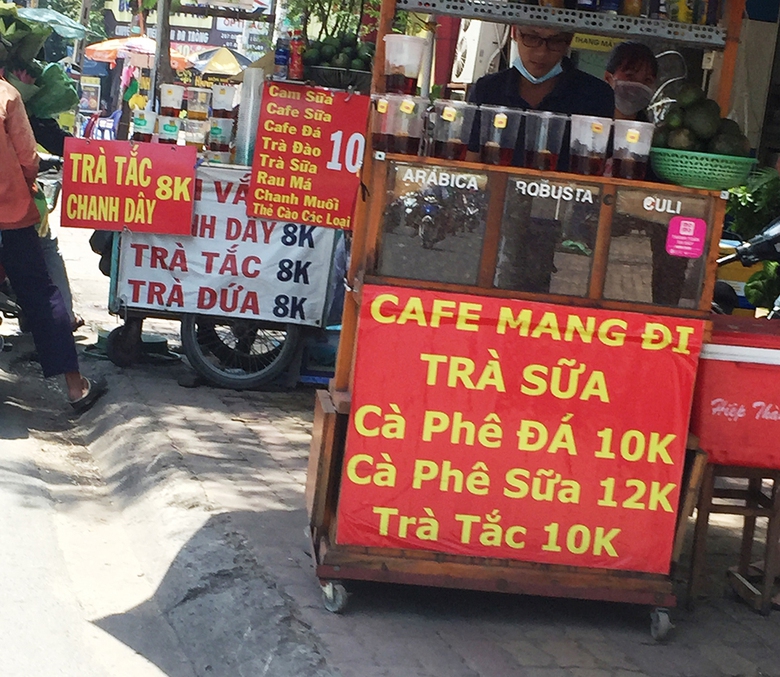 TRÀ TẮC 8K
CHANH DÂY
VẮ
NH DÂY 8K
TRÀ TẮC 8K
TRÀ DỨA 8K
Cam Sữa
Cafe Sữa
Cafe Đá
Trà Đào 10
Trà Sữa
Rau Má
Chanh Muối
Thẻ Cào Các Loại
ARABICA
ROBUSTA
CULI
CAFE MANG ĐI
TRÀ SỮA
Cà Phê ĐÁ 10K
Cà Phê Sữa 12K
Trà Tắc 10K